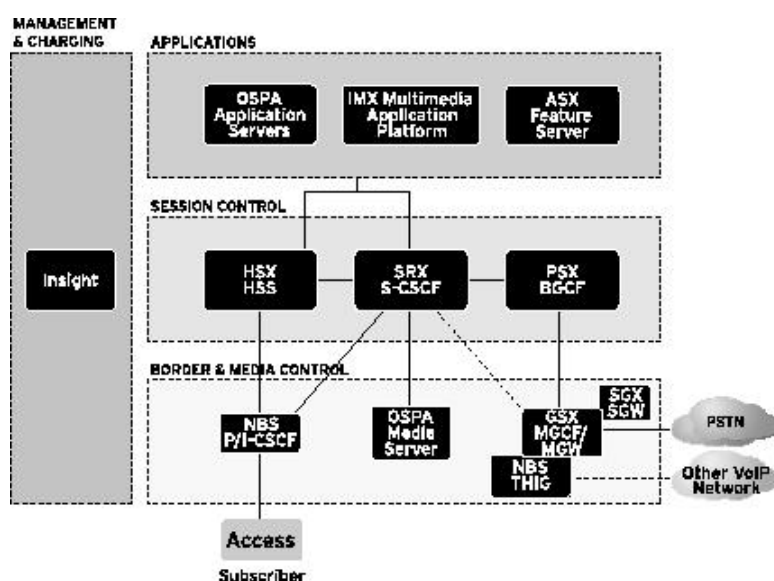 MANAGEMENT
& CHARGING
APPLICATIONS
OSPA
Application
Servers
IMX Multimedia
Application
Platform
ASX
Feature
Server
SESSION CONTROL
Insight
HSX
HSS
SRX
S-CSCF
PSX
BGCF
BORDER & MEDIA CONTROL
NBS
P/I-CSCF
OSPA
Media
Server
GSX
MGCF/
MGW
SGX
SGW
NBS
THIG
PSTN
Other VoIP
Network
Access
Subscriber